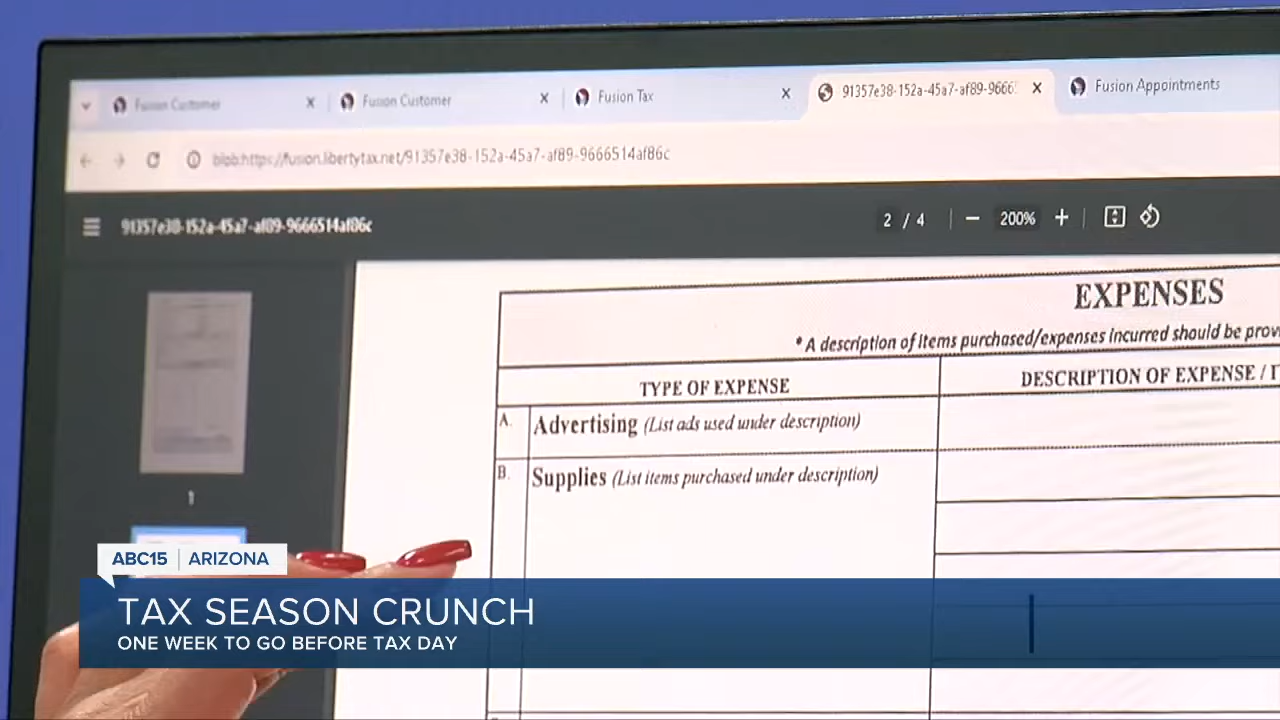 Fusion Customer
Fusion Customer
Fusion Tax
91357e38-152a-45a7-af89-9666
Fusion Appointments
blob:https://fusion.libertytax.net/91357e38-152a-45a7-af89-9666514af86c
91357e38-152a-45a7-af89-9666514af86c
2 / 4
200%
EXPENSES
* A description of items purchased/expenses incurred should be
TYPE OF EXPENSE
DESCRIPTION OF EXPENSE /
A. Advertising (List ads used under description)
B. Supplies (List items purchased under description)
1
ABC15 ARIZONA
TAX SEASON CRUNCH
ONE WEEK TO GO BEFORE TAX DAY